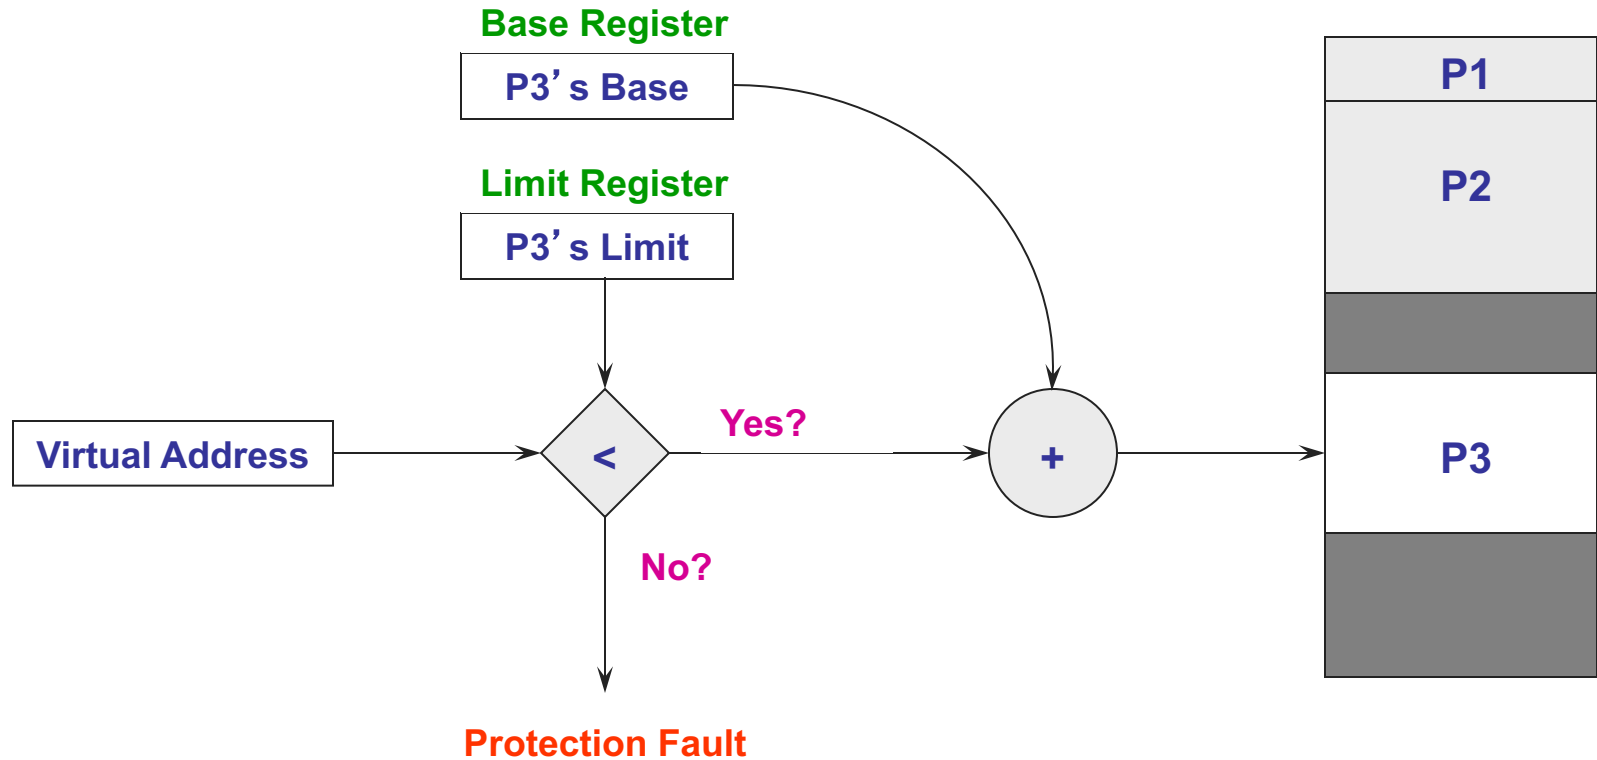 Base Register
P3’s Base
Limit Register
P3’s Limit
P1
P2
Virtual Address
<
Yes?
+
P3
No?
Protection Fault